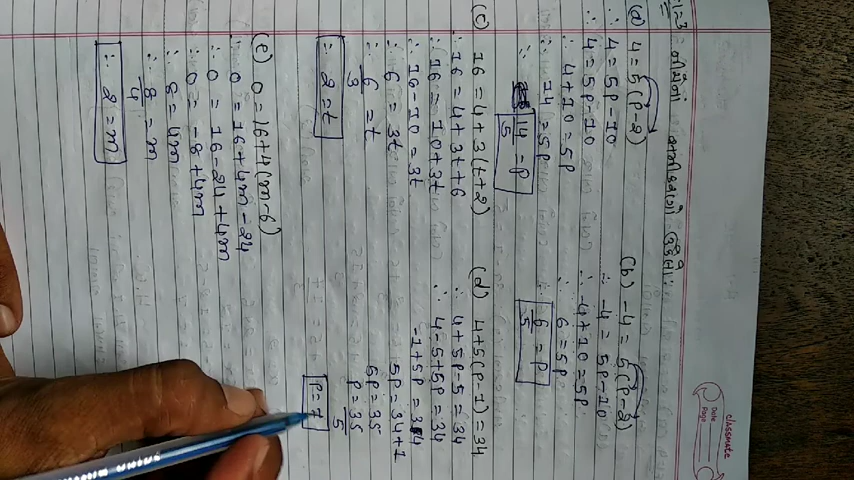 classmate
Date
Page
(a) 4 = 5(P-2)
∴ 4 = 5P-10
∴ 4 = 5P-10
∴ 4+10 = 5P
∴ 14 = 5P
∴ 14/5 = P
(b) -4 = 5(P-2)
∴ -4 = 5P-10
∴ -4+10 = 5P
∴ 6 = 5P
6/5 = P
(c) 16 = 4+3(t+2)
∴ 16 = 4+3t+6
∴ 16 = 10+3t
∴ 16-10 = 3t
∴ 6 = 3t
∴ 6/3 = t
∴ 2 = t
(d) 4+5(P-1) = 34
∴ 4+5P-5 = 34
∴ 4-5+5P = 34
-1+5P = 34
5P = 34+1
5P = 35
P = 35/5
P = 7
(e) 0 = 16+4(m-6)
∴ 0 = 16+4m-24
∴ 0 = 16-24+4m
∴ 0 = -8+4m
∴ 8 = 4m
∴ 8/4 = m
∴ 2 = m